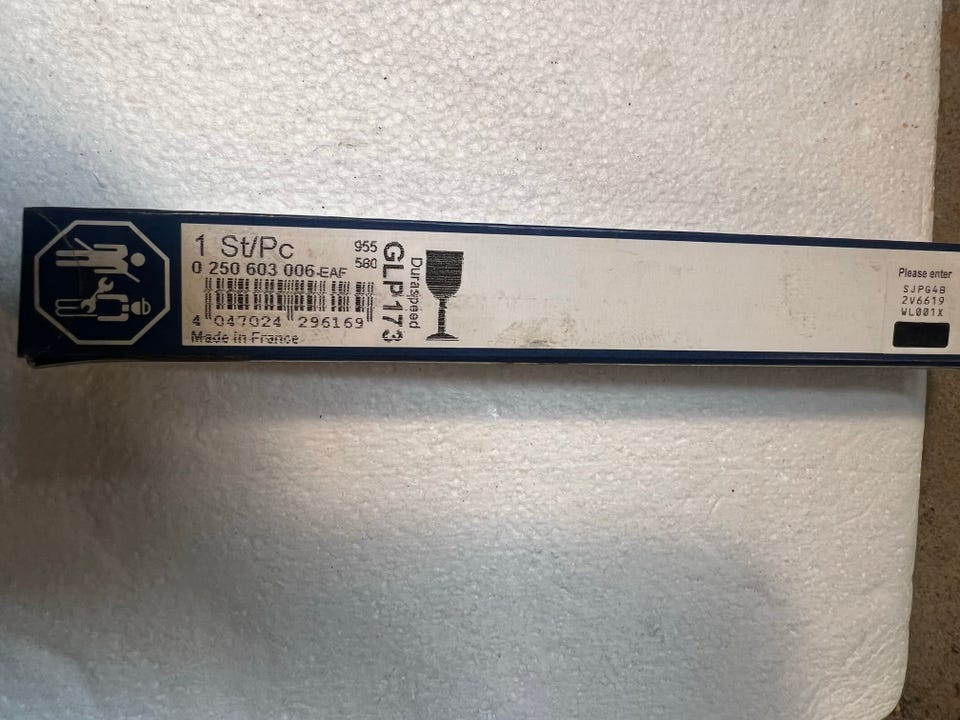 1 St/Pc
0 250 603 006-EAF
4 047024 296169
Made in France
955
580
GLP173
Duraspeed
Please enter
SJPG4B
2V6619
WL001X